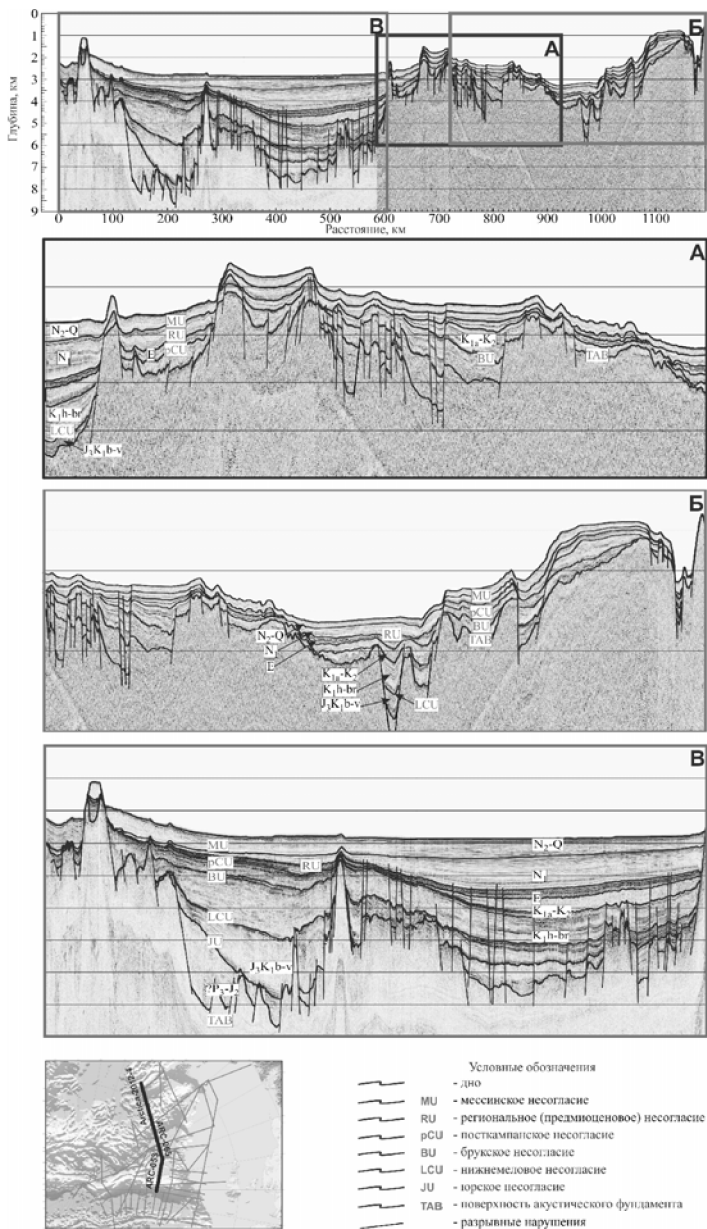 В
Б
А
Глубина, км
0
1
2
3
4
5
6
7
8
9
0 100 200 300 400 500 600 700 800 900 1000 1100
Расстояние, км
А
MU
N₂-Q
RU
E
pCU
N
K₁a-K₂
BU
TAB
K₁h-br
LCU
J₃K₁b-v
Б
MU
pCU
BU
TAB
N₂-Q
RU
N
E
K₁a-K₂
K₁h-br
J₃K₁b-v
LCU
В
MU
N₂-Q
pCU
RU
BU
N₁
E
K₁a-K₂
LCU
K₁h-br
JU
J₃K₁b-v
?P₃-J₂
TAB
Условные обозначения
- дно
MU - мессинское несогласие
RU - региональное (предмиоценовое) несогласие
pCU - посткампанское несогласие
BU - брукское несогласие
LCU - нижнемеловое несогласие
JU - юрское несогласие
TAB - поверхность акустического фундамента
- разрывные нарушения